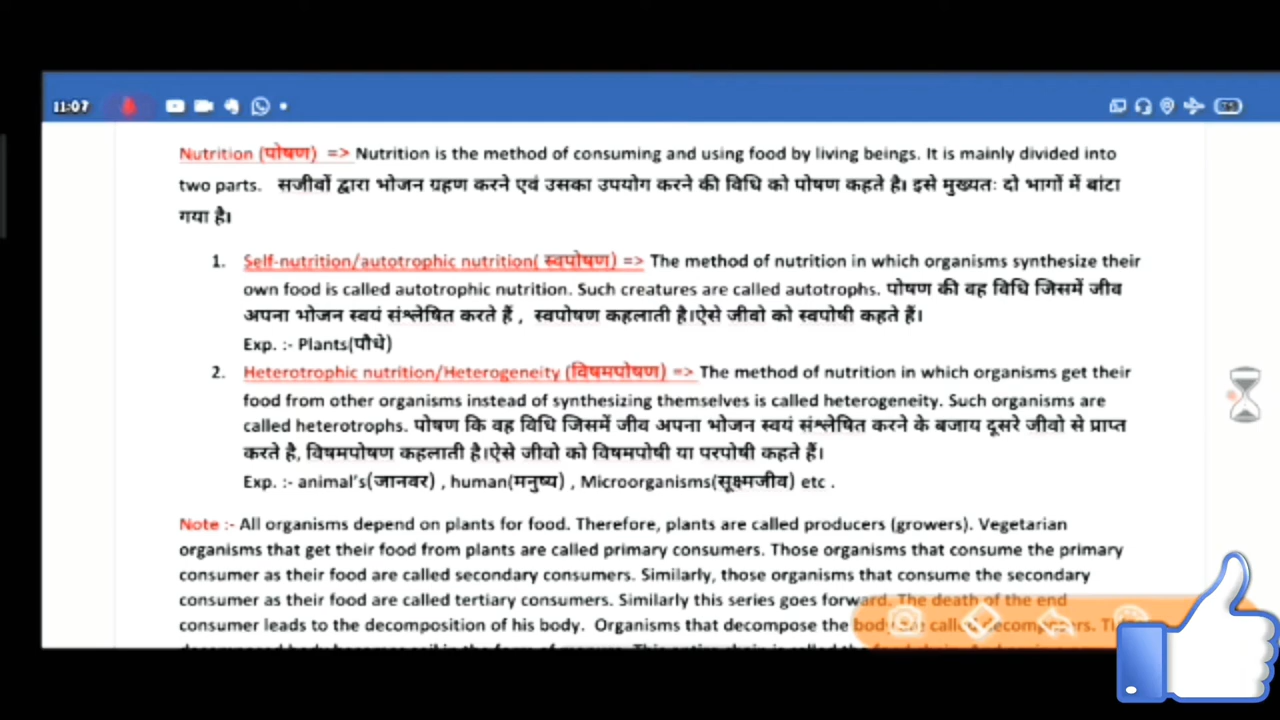 11:07
Nutrition (पोषण) => Nutrition is the method of consuming and using food by living beings. It is mainly divided into
two parts. सजीवों द्वारा भोजन ग्रहण करने एवं उसका उपयोग करने की विधि को पोषण कहते है। इसे मुख्यतः दो भागों में बांटा
गया है।
1. Self-nutrition/autotrophic nutrition( स्वपोषण) => The method of nutrition in which organisms synthesize their
own food is called autotrophic nutrition. Such creatures are called autotrophs. पोषण की वह विधि जिसमें जीव
अपना भोजन स्वयं संश्लेषित करते हैं , स्वपोषण कहलाती है।ऐसे जीवो को स्वपोषी कहते हैं।
Exp. :- Plants(पौधे)
2. Heterotrophic nutrition/Heterogeneity (विषमपोषण) => The method of nutrition in which organisms get their
food from other organisms instead of synthesizing themselves is called heterogeneity. Such organisms are
called heterotrophs. पोषण कि वह विधि जिसमें जीव अपना भोजन स्वयं संश्लेषित करने के बजाय दूसरे जीवो से प्राप्त
करते है, विषमपोषण कहलाती है।ऐसे जीवो को विषमपोषी या परपोषी कहते हैं।
Exp. :- animal's(जानवर) , human(मनुष्य) , Microorganisms(सूक्ष्मजीव) etc .
Note :- All organisms depend on plants for food. Therefore, plants are called producers (growers). Vegetarian
organisms that get their food from plants are called primary consumers. Those organisms that consume the primary
consumer as their food are called secondary consumers. Similarly, those organisms that consume the secondary
consumer as their food are called tertiary consumers. Similarly this series goes forward. The death of the end
consumer leads to the decomposition of his body. Organisms that decompose the body are called decomposers.